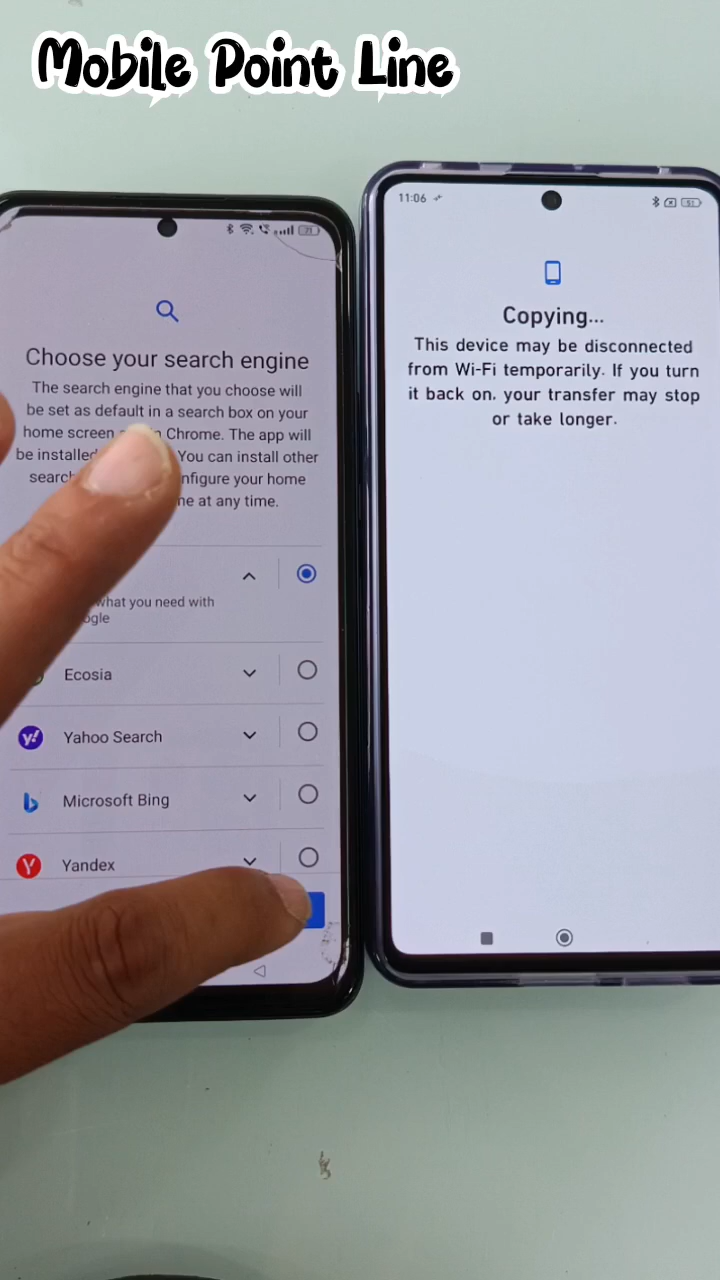 Mobile Point Line
Choose your search engine
The search engine that you choose will
be set as default in a search box on your
home screen Chrome. The app will
be installed You can install other
search nfigure your home
ne at any time.
what you need with
ogle
Ecosia
Yahoo Search
Microsoft Bing
Yandex
11:06
51
Copying...
This device may be disconnected
from Wi-Fi temporarily. If you turn
it back on, your transfer may stop
or take longer.